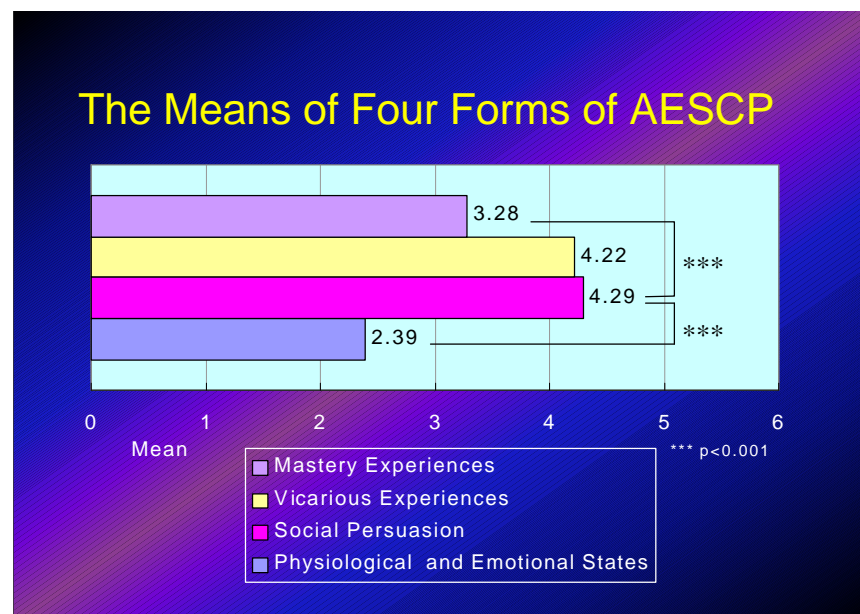 The Means of Four Forms of AESCP
3.28
4.22
***
4.29
2.39
***
0 1 2 3 4 5 6
Mean
*** p<0.001
Mastery Experiences
Vicarious Experiences
Social Persuasion
Physiological and Emotional States